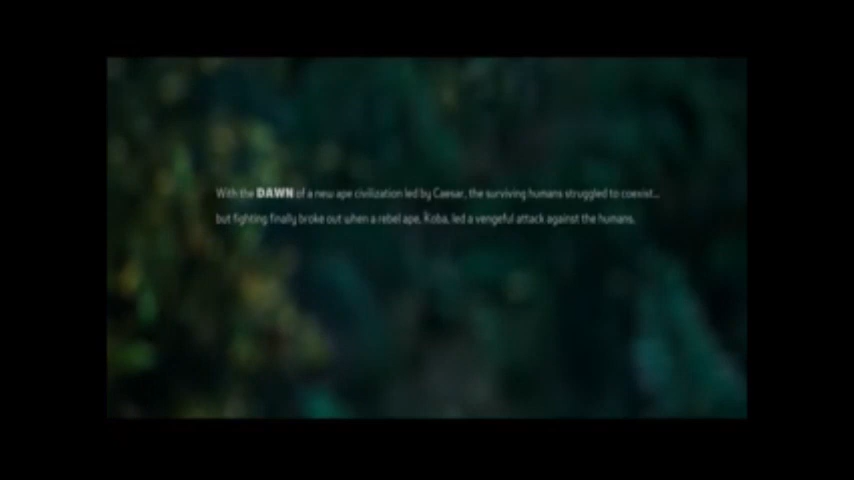 With the DAWN of a new ape civilization led by Caesar, the surviving humans struggled to coexist...
but fighting finally broke out when a rebel ape, Koba, led a vengeful attack against the humans.